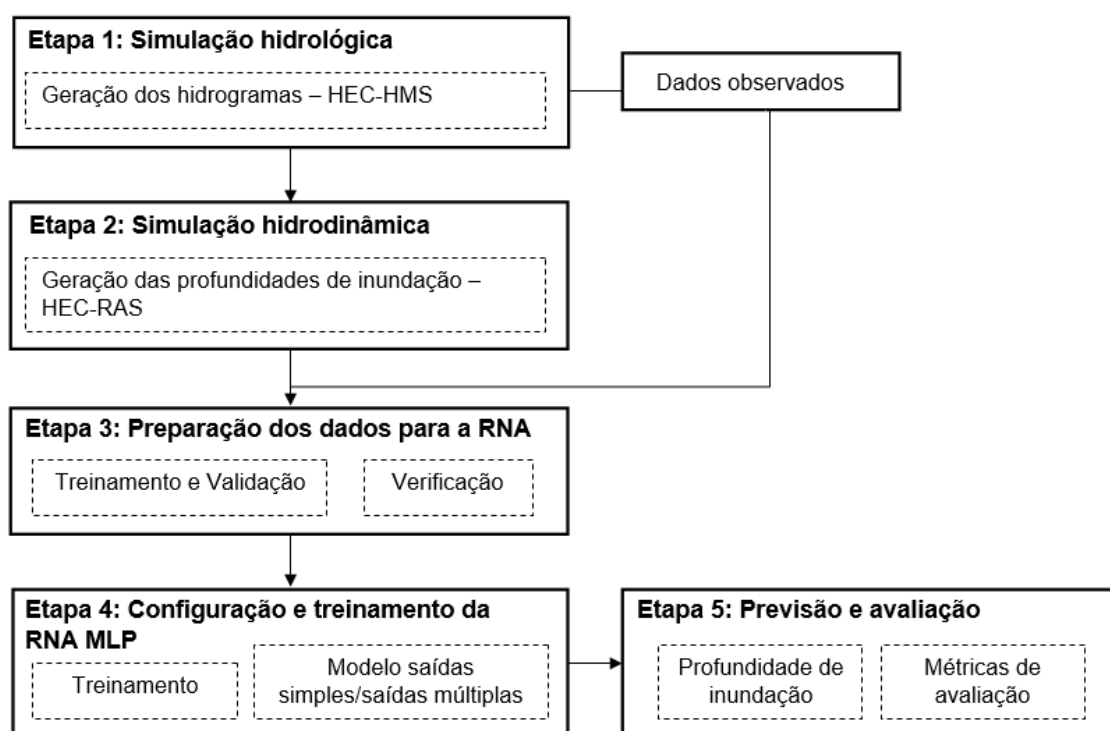 Etapa 1: Simulação hidrológica
Geração dos hidrogramas – HEC-HMS
Dados observados
Etapa 2: Simulação hidrodinâmica
Geração das profundidades de inundação –
HEC-RAS
Etapa 3: Preparação dos dados para a RNA
Treinamento e Validação
Verificação
Etapa 4: Configuração e treinamento da
RNA MLP
Treinamento
Modelo saídas
simples/saídas múltiplas
Etapa 5: Previsão e avaliação
Profundidade de
inundação
Métricas de
avaliação